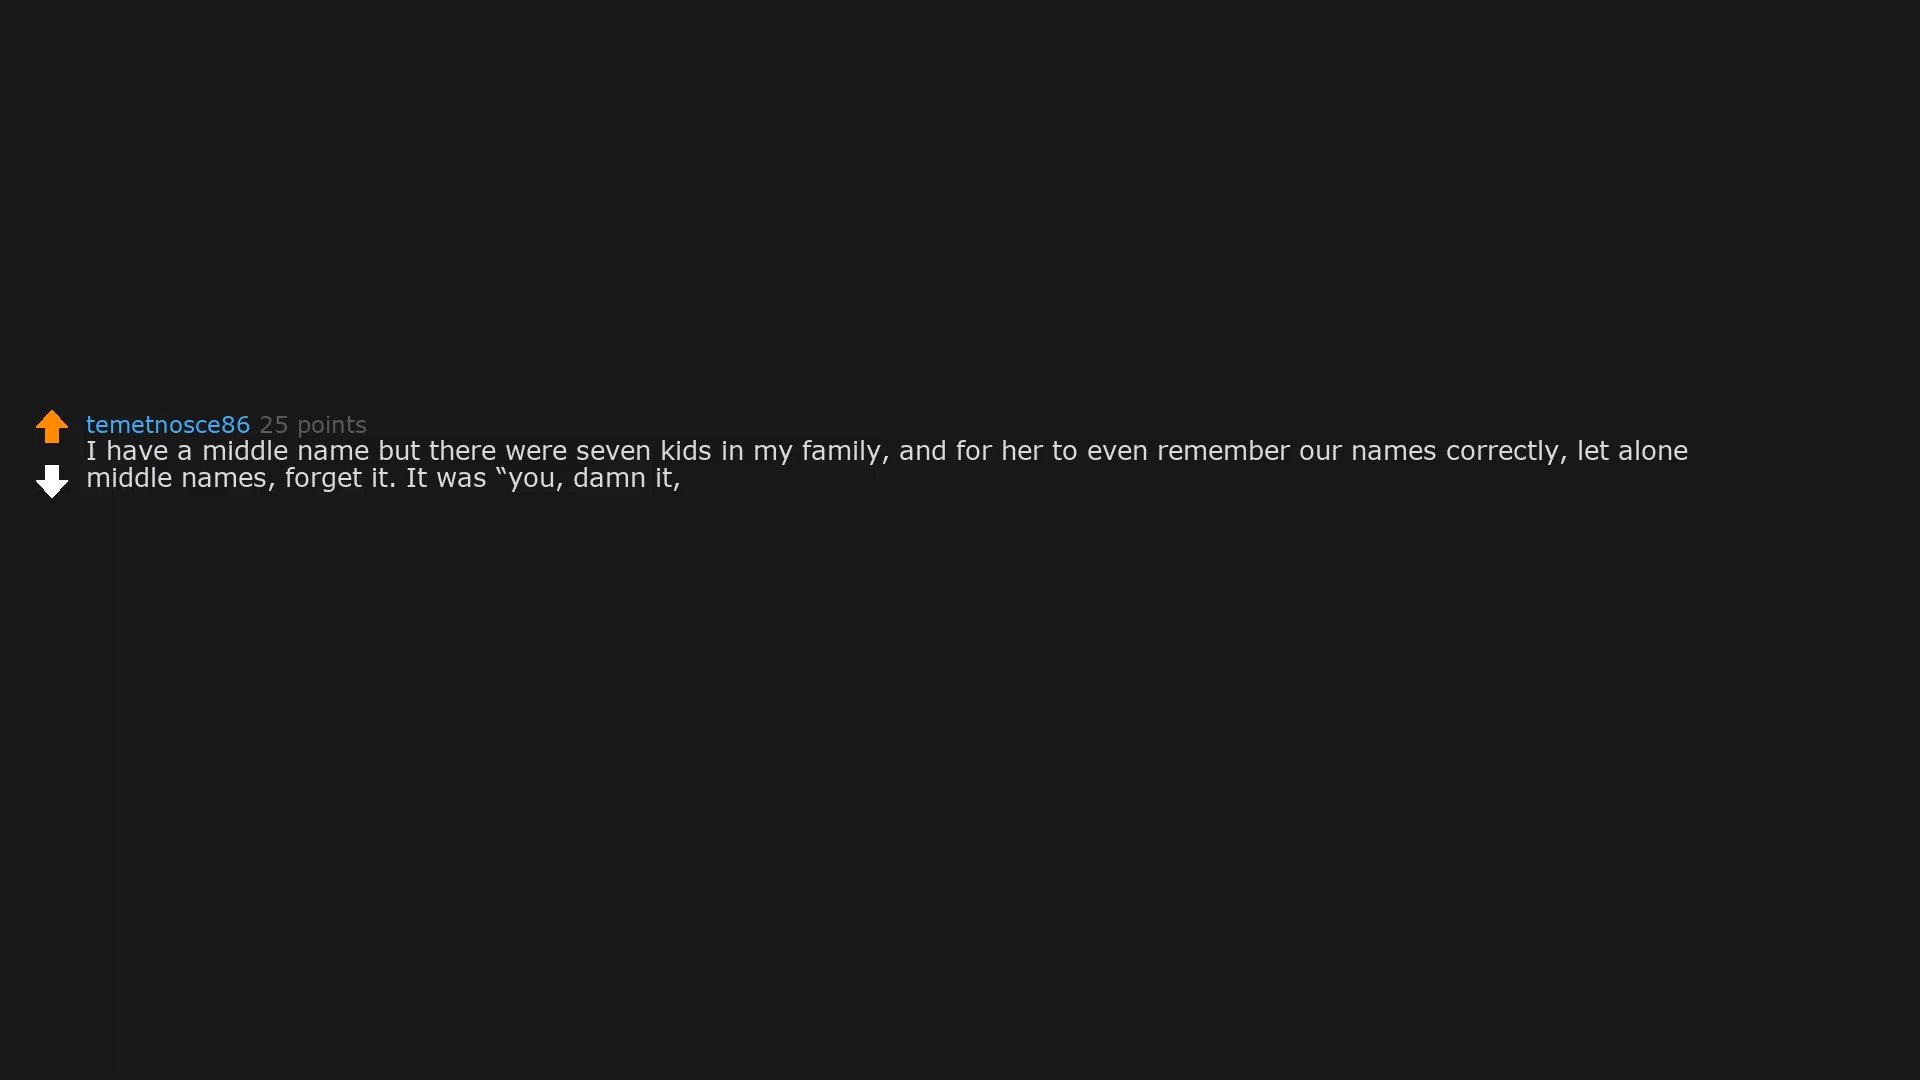 temetnosce86 25 points
I have a middle name but there were seven kids in my family, and for her to even remember our names correctly, let alone
middle names, forget it. It was “you, damn it,